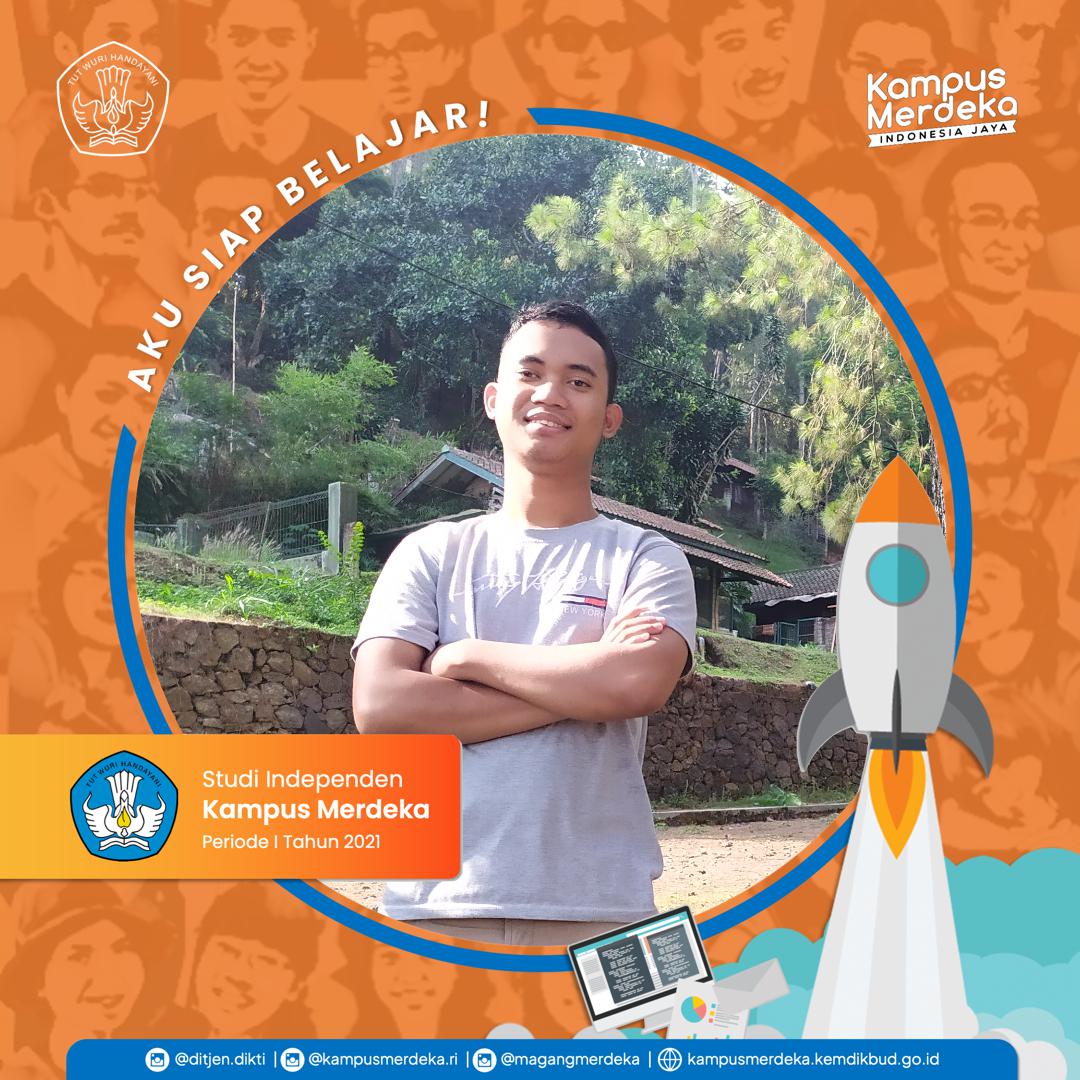 TUT WURI HANDAYANI
Kampus
Merdeka
INDONESIA JAYA
AKU SIAP BELAJAR!
NEW YORK
TUT WURI HANDAYANI
Studi Independen
Kampus Merdeka
Periode I Tahun 2021
@ditjen.dikti | @kampusmerdeka.ri | @magangmerdeka | kampusmerdeka.kemdikbud.go.id